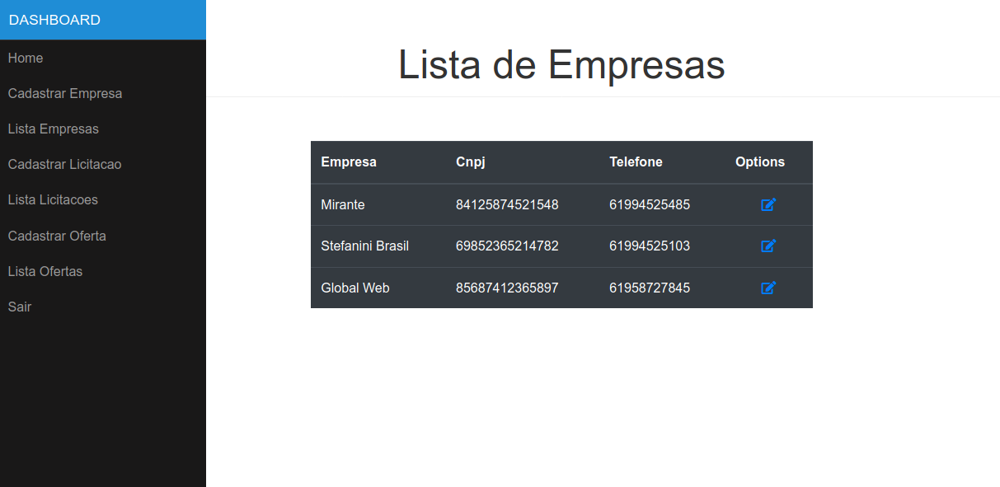 DASHBOARD
Home
Cadastrar Empresa
Lista Empresas
Cadastrar Licitacao
Lista Licitacoes
Cadastrar Oferta
Lista Ofertas
Sair
Lista de Empresas
Empresa Cnpj Telefone Options
Mirante 84125874521548 61994525485
Stefanini Brasil 69852365214782 61994525103
Global Web 85687412365897 61958727845